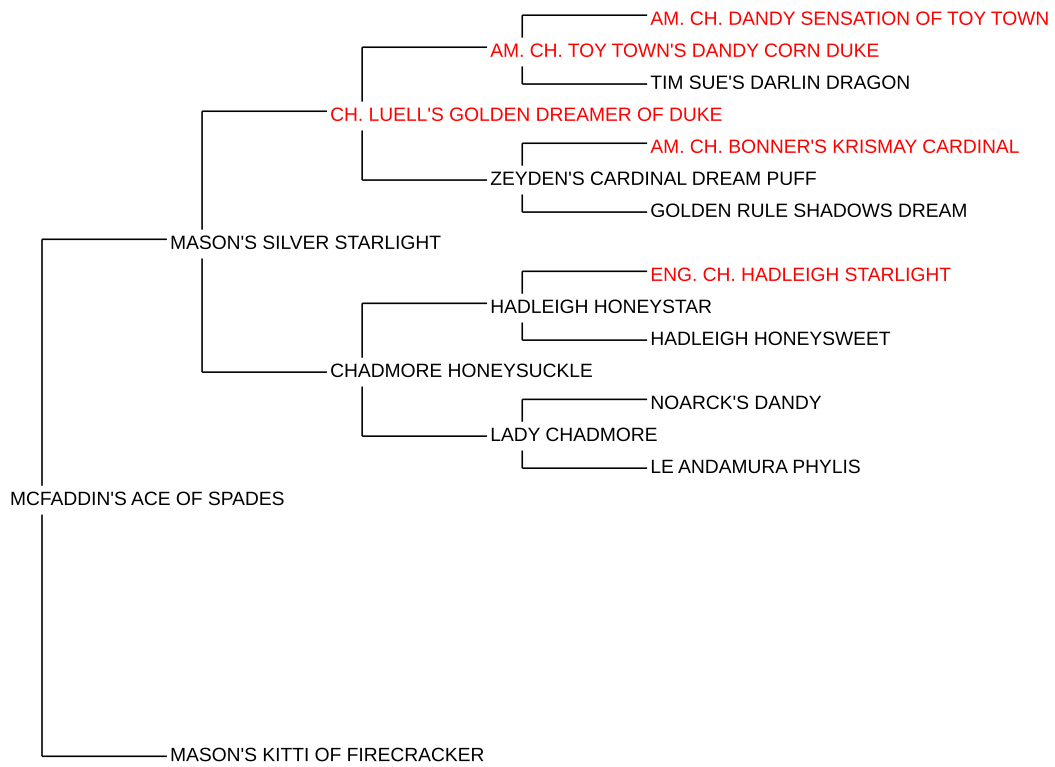 AM. CH. DANDY SENSATION OF TOY TOWN
AM. CH. TOY TOWN'S DANDY CORN DUKE
TIM SUE'S DARLIN DRAGON
CH. LUELL'S GOLDEN DREAMER OF DUKE
AM. CH. BONNER'S KRISMAY CARDINAL
ZEYDEN'S CARDINAL DREAM PUFF
GOLDEN RULE SHADOWS DREAM
MASON'S SILVER STARLIGHT
ENG. CH. HADLEIGH STARLIGHT
HADLEIGH HONEYSTAR
HADLEIGH HONEYSWEET
CHADMORE HONEYSUCKLE
NOARCK'S DANDY
LADY CHADMORE
LE ANDAMURA PHYLIS
MCFADDIN'S ACE OF SPADES
MASON'S KITTI OF FIRECRACKER